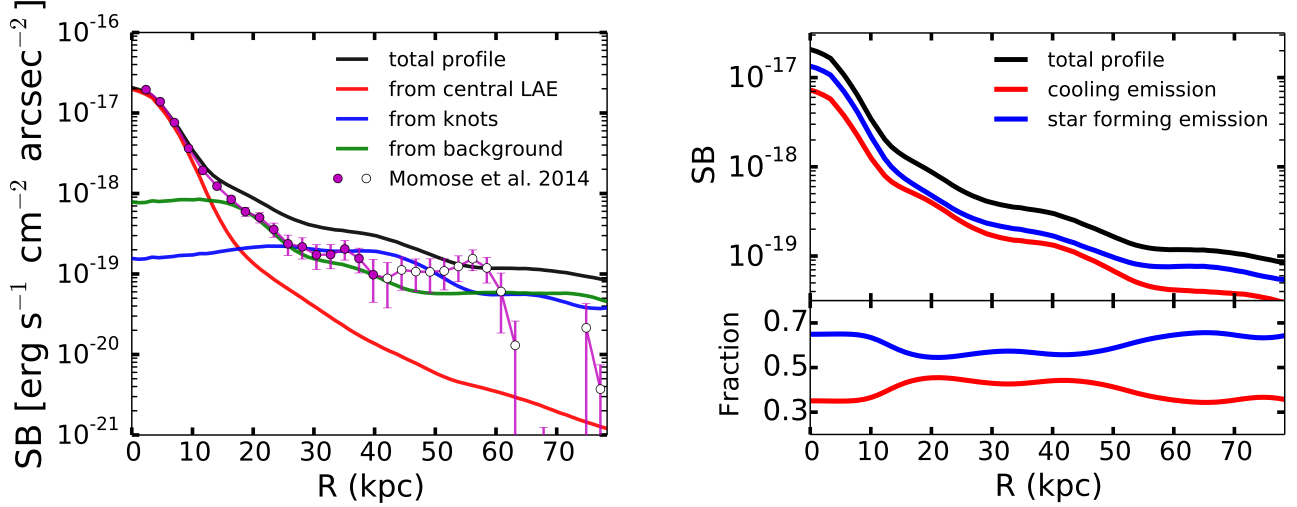 SB [erg s⁻¹ cm⁻² arcsec⁻²]
10⁻¹⁶
10⁻¹⁷
10⁻¹⁸
10⁻¹⁹
10⁻²⁰
10⁻²¹
total profile
from central LAE
from knots
from background
Momose et al. 2014
0 10 20 30 40 50 60 70
R (kpc)
SB
10⁻¹⁷
10⁻¹⁸
10⁻¹⁹
total profile
cooling emission
star forming emission
Fraction
0.7
0.5
0.3
0 10 20 30 40 50 60 70
R (kpc)